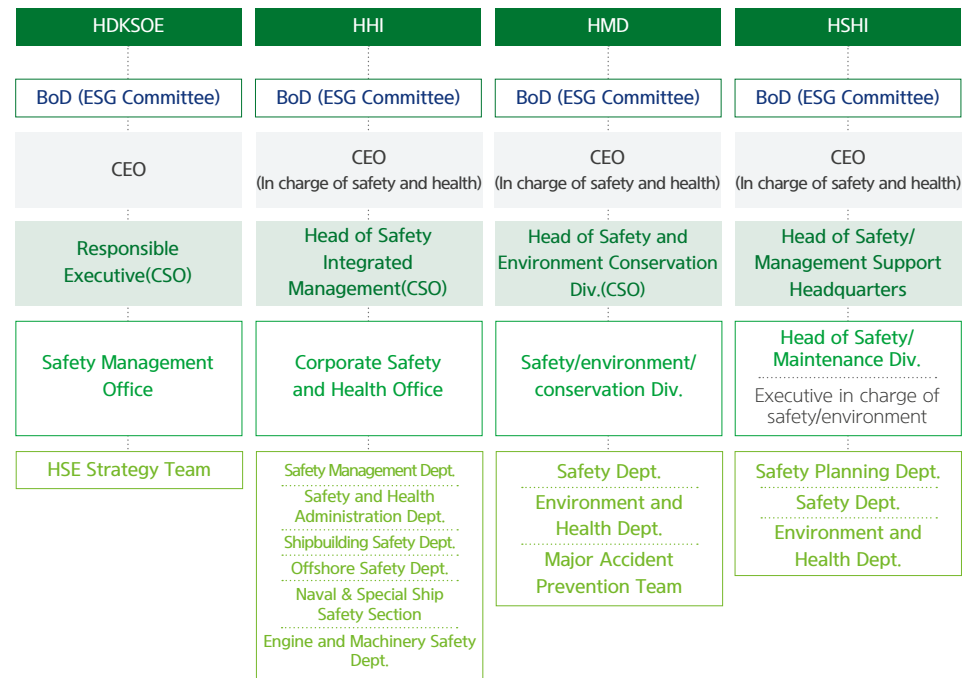 HDKSOE
BoD (ESG Committee)
CEO
Responsible
Executive(CSO)
Safety Management
Office
HSE Strategy Team
HHI
BoD (ESG Committee)
CEO
(In charge of safety and health)
Head of Safety
Integrated
Management(CSO)
Corporate Safety
and Health Office
Safety Management Dept.
Safety and Health
Administration Dept.
Shipbuilding Safety Dept.
Offshore Safety Dept.
Naval & Special Ship
Safety Section
Engine and Machinery Safety
Dept.
HMD
BoD (ESG Committee)
CEO
(In charge of safety and health)
Head of Safety and
Environment Conservation
Div.(CSO)
Safety/environment/
conservation Div.
Safety Dept.
Environment and
Health Dept.
Major Accident
Prevention Team
HSHI
BoD (ESG Committee)
CEO
(In charge of safety and health)
Head of Safety/
Management Support
Headquarters
Head of Safety/
Maintenance Div.
Executive in charge of
safety/environment
Safety Planning Dept.
Safety Dept.
Environment and
Health Dept.